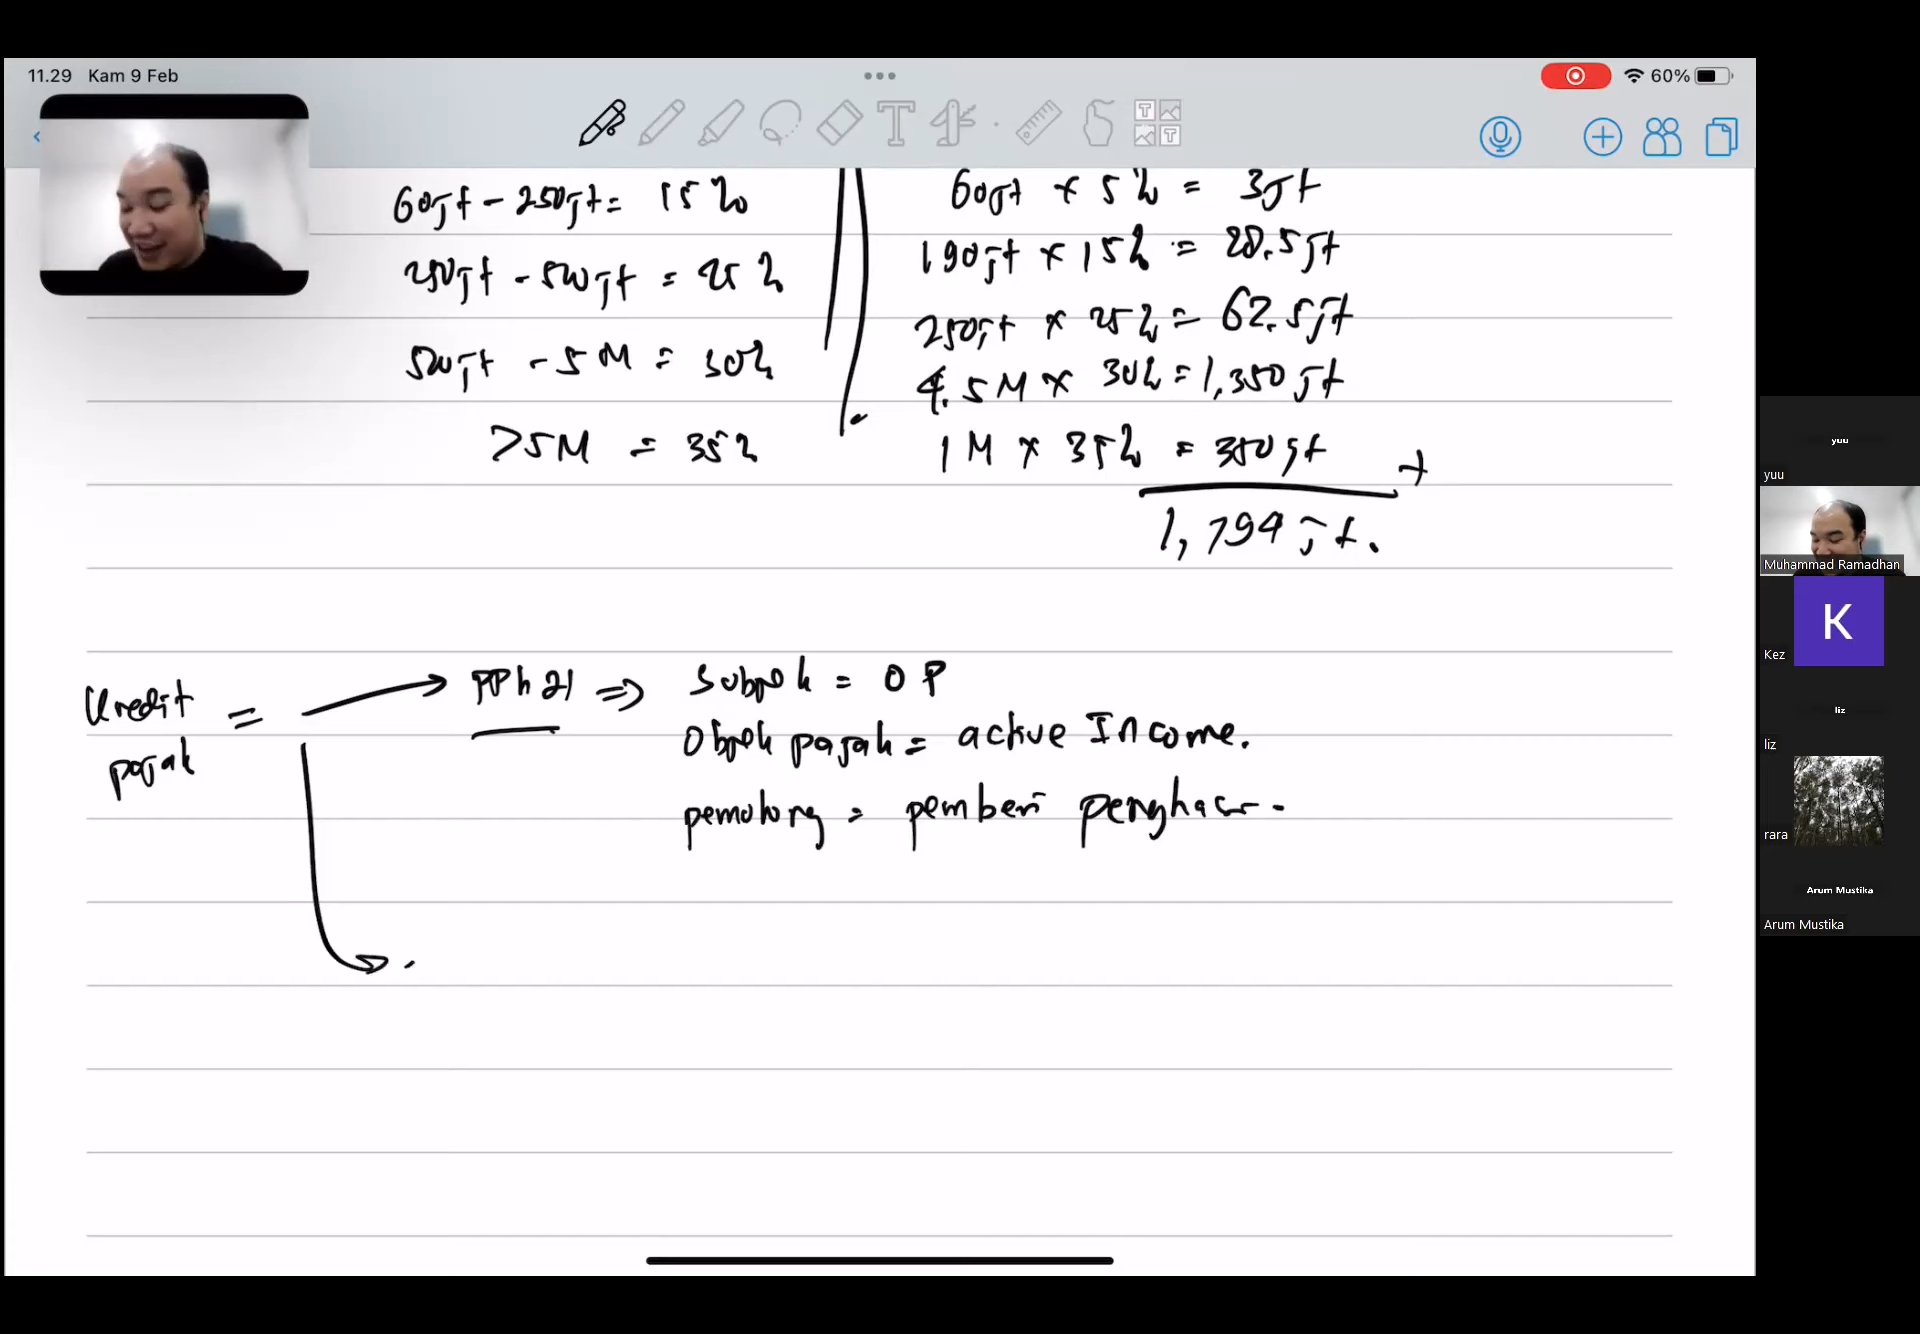 11.29 Kam 9 Feb
60%
60jt - 250jt = 15%
250jt - 500jt = 25%
500jt - 5M = 30%
>5M = 35%
60jt x 5% = 3jt
190jt x 15% = 28.5jt
250jt x 25% = 62.5jt
4.5M x 30% = 1,350jt
1M x 35% = 350jt +
1,794jt.
Kredit pajak =
PPh 21 => Subjek = OP
Objek pajak = active Income.
pemotong = pemberi penghasilan.
yuu
yuu
Muhammad Ramadhan
K
Kez
liz
liz
rara
Arum Mustika
Arum Mustika